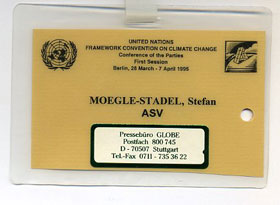 UNITED NATIONS
FRAMEWORK CONVENTION ON CLIMATE CHANGE
Conference of the Parties
First Session
Berlin, 28 March - 7 April 1995
MOEGLE-STADEL, Stefan
ASV
Pressebüro GLOBE
Postfach 800 745
D - 70507 Stuttgart
Tel.-Fax 0711 - 735 36 22